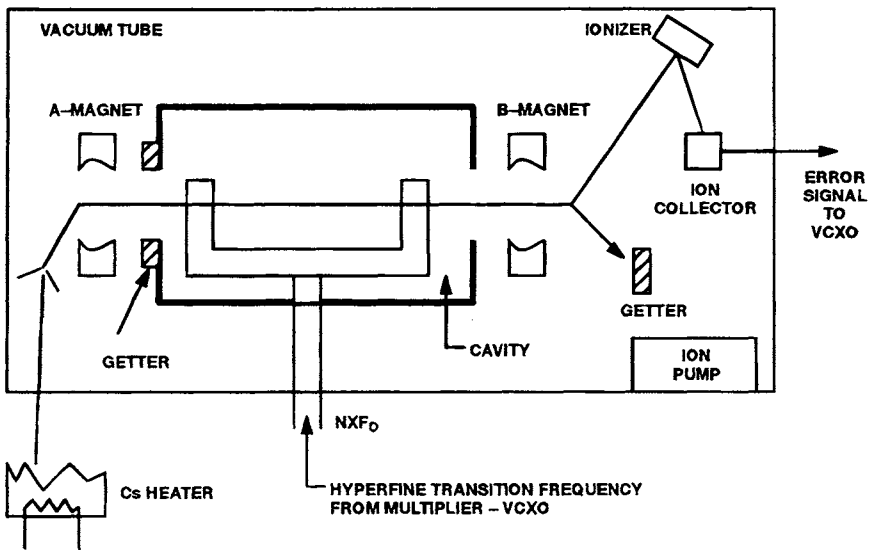 VACUUM TUBE
IONIZER
A–MAGNET
B–MAGNET
ION
COLLECTOR
ERROR
SIGNAL
TO
VCXO
GETTER
GETTER
CAVITY
ION
PUMP
NXF₀
Cs HEATER
HYPERFINE TRANSITION FREQUENCY
FROM MULTIPLIER – VCXO